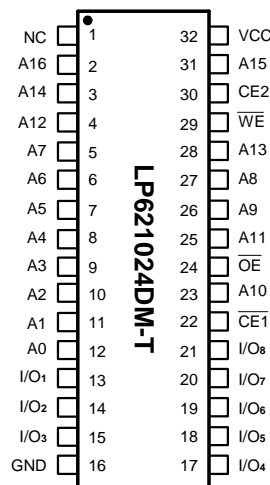 NC 1 32 VCC
A16 2 31 A15
A14 3 30 CE2
A12 4 29 W̅E̅
A7 5 28 A13
A6 6 27 A8
A5 7 26 A9
A4 8 25 A11
A3 9 24 O̅E̅
A2 10 23 A10
A1 11 22 C̅E̅1̅
A0 12 21 I/O₈
I/O₁ 13 20 I/O₇
I/O₂ 14 19 I/O₆
I/O₃ 15 18 I/O₅
GND 16 17 I/O₄
LP621024DM-T